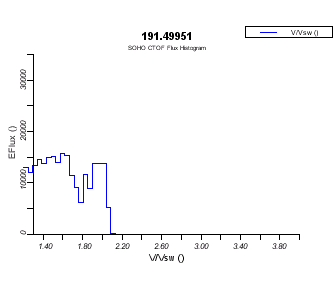 191.49951
SOHO CTOF Flux Histogram
V/Vsw ()
EFlux ()
30000
20000
10000
0
1.40 1.80 2.20 2.60 3.00 3.40 3.80
V/Vsw ()